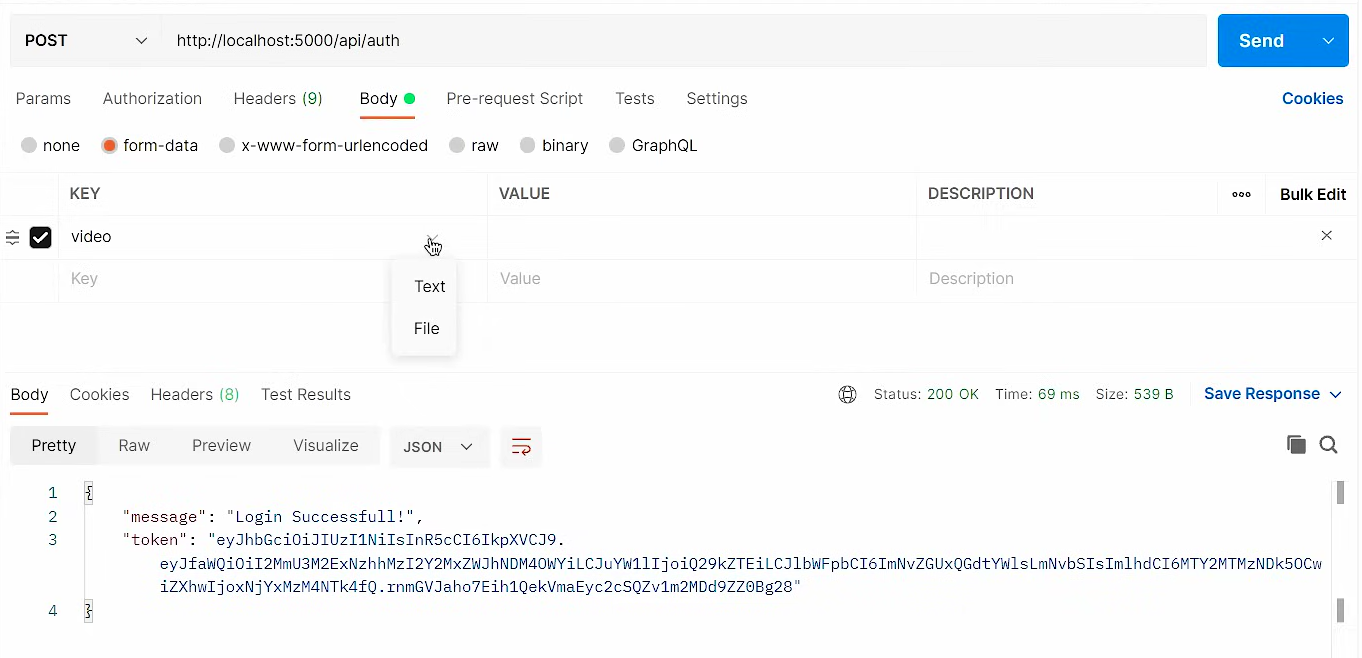 POST http://localhost:5000/api/auth Send
Params Authorization Headers (9) Body Pre-request Script Tests Settings Cookies
none form-data x-www-form-urlencoded raw binary GraphQL
KEY VALUE DESCRIPTION ooo Bulk Edit
video
Key Value Description
Text
File
Body Cookies Headers (8) Test Results Status: 200 OK Time: 69 ms Size: 539 B Save Response
Pretty Raw Preview Visualize JSON
1 {
2 "message": "Login Successfull!",
3 "token": "eyJhbGciOiJIUzI1NiIsInR5cCI6IkpXVCJ9.
eyJfaWQiOiI2MmU3M2ExNzhhMzI2Y2MxZWJhNDM4OWYiLCJuYW1lIjoiQ29kZTEiLCJlbWFpbCI6ImNvZGUxQGdtYWlsLmNvbSIsImlhdCI6MTY2MTMzNDk5OCw
iZXhwIjoxNjYxMzM4NTk4fQ.rnmGVJaho7Eih1QekVmaEyc2cSQZv1m2MDd9ZZ0Bg28"
4 }